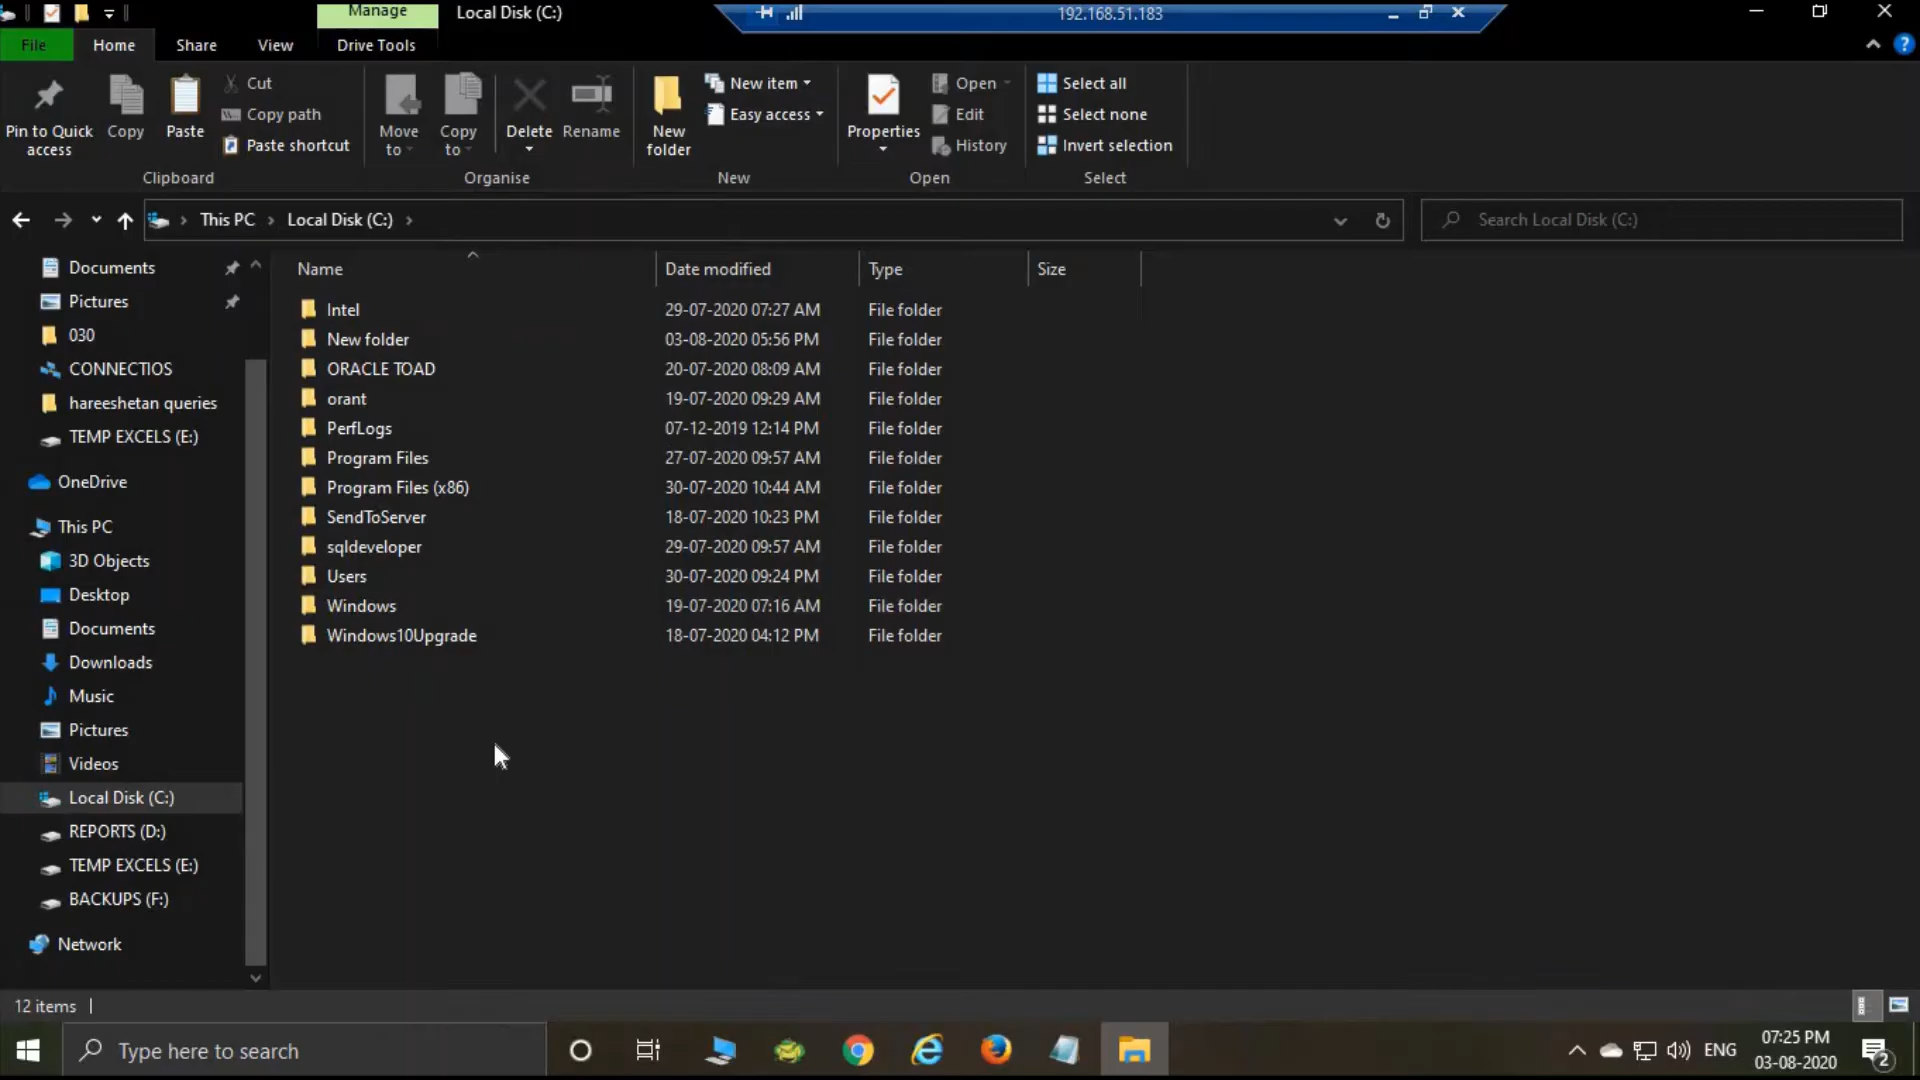 Manage
Local Disk (C:)
192.168.51.183
File
Home
Share
View
Drive Tools
Pin to Quick access
Copy
Paste
Cut
Copy path
Paste shortcut
Clipboard
Move to
Copy to
Delete
Rename
Organise
New folder
New item
Easy access
New
Properties
Open
Edit
History
Open
Select all
Select none
Invert selection
Select
This PC
Local Disk (C:)
Search Local Disk (C:)
Documents
Pictures
030
CONNECTIOS
hareeshetan queries
TEMP EXCELS (E:)
OneDrive
This PC
3D Objects
Desktop
Documents
Downloads
Music
Pictures
Videos
Local Disk (C:)
REPORTS (D:)
TEMP EXCELS (E:)
BACKUPS (F:)
Network
Name Date modified Type Size
Intel 29-07-2020 07:27 AM File folder
New folder 03-08-2020 05:56 PM File folder
ORACLE TOAD 20-07-2020 08:09 AM File folder
orant 19-07-2020 09:29 AM File folder
PerfLogs 07-12-2019 12:14 PM File folder
Program Files 27-07-2020 09:57 AM File folder
Program Files (x86) 30-07-2020 10:44 AM File folder
SendToServer 18-07-2020 10:23 PM File folder
sqldeveloper 29-07-2020 09:57 AM File folder
Users 30-07-2020 09:24 PM File folder
Windows 19-07-2020 07:16 AM File folder
Windows10Upgrade 18-07-2020 04:12 PM File folder
12 items
Type here to search
ENG
07:25 PM
03-08-2020
2